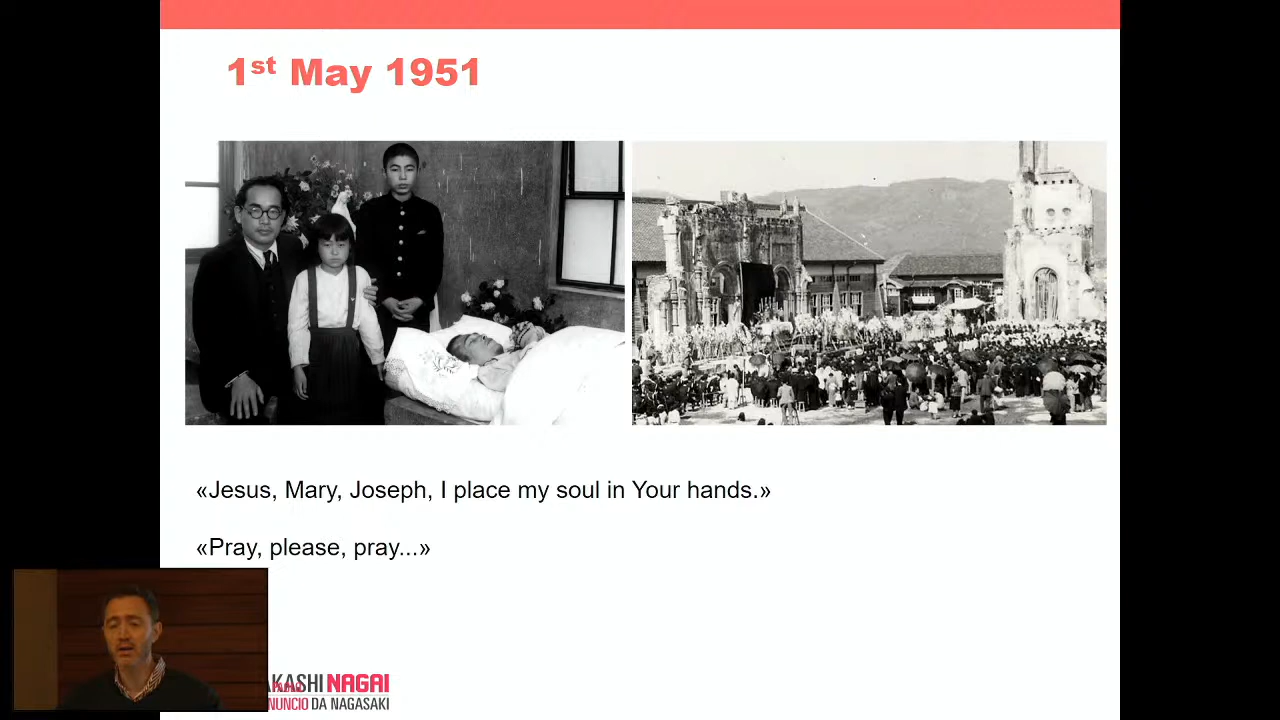 1st May 1951
«Jesus, Mary, Joseph, I place my soul in Your hands.»
«Pray, please, pray...»
AKASHI NAGAI
NUNCIO DA NAGASAKI